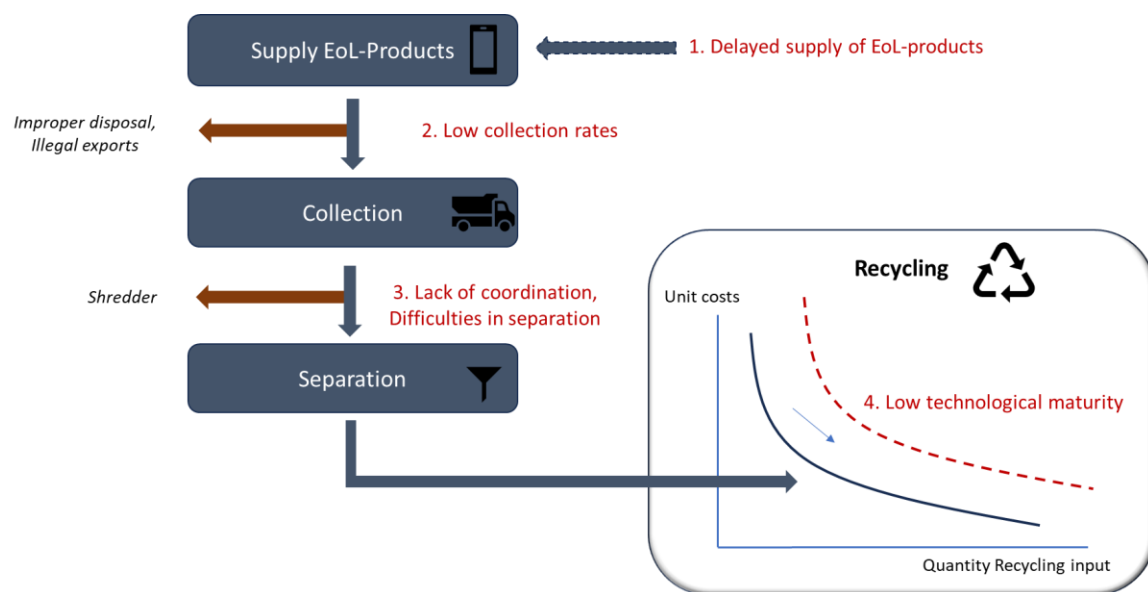 Supply EoL-Products
1. Delayed supply of EoL-products
Improper disposal,
Illegal exports
2. Low collection rates
Collection
Shredder
3. Lack of coordination,
Difficulties in separation
Separation
Recycling
Unit costs
4. Low technological maturity
Quantity Recycling input